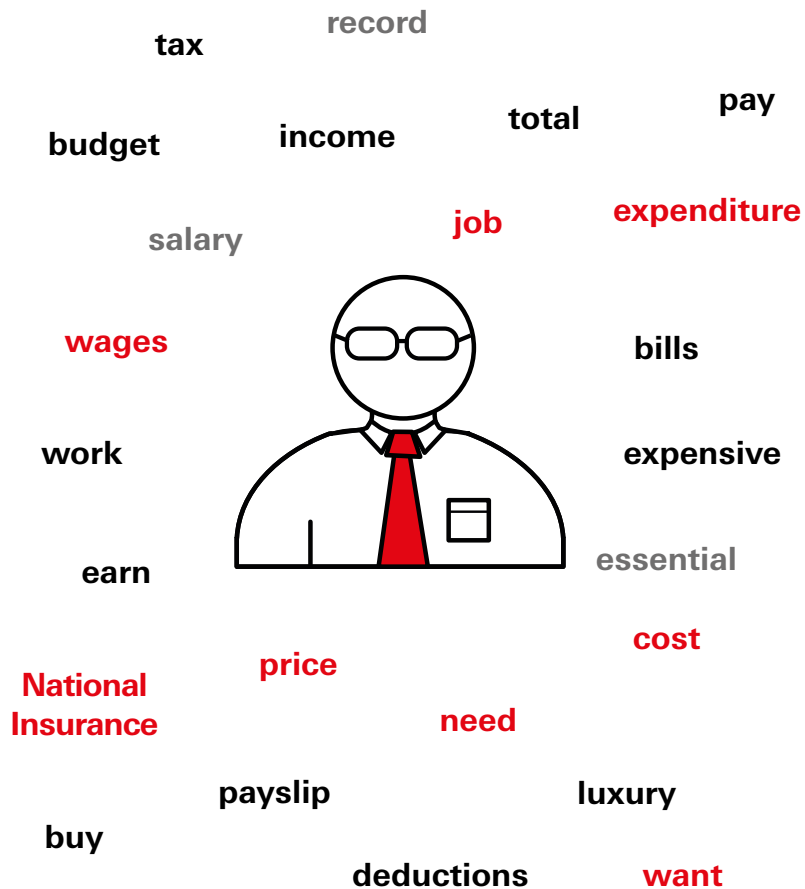 record
tax
pay
total
income
budget
expenditure
job
salary
wages
bills
work
expensive
essential
earn
cost
price
National
Insurance
need
payslip
luxury
buy
deductions
want